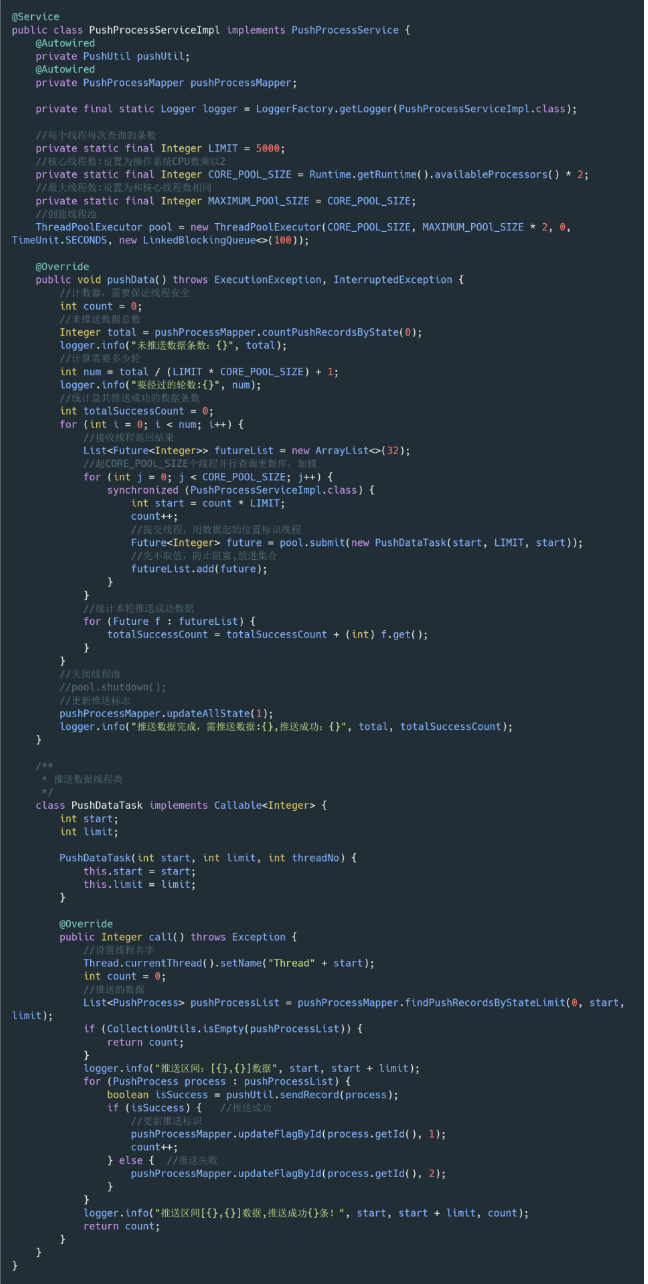 @Service
public class PushProcessServiceImpl implements PushProcessService {
    @Autowired
    private PushUtil pushUtil;
    @Autowired
    private PushProcessMapper pushProcessMapper;

    private final static Logger logger = LoggerFactory.getLogger(PushProcessServiceImpl.class);

    //每个线程每次查询的条数
    private static final Integer LIMIT = 5000;
    //核心线程数:设置为操作系统CPU数乘以2
    private static final Integer CORE_POOL_SIZE = Runtime.getRuntime().availableProcessors() * 2;
    //最大线程数:设置为和核心线程数相同
    private static final Integer MAXIMUM_POOl_SIZE = CORE_POOL_SIZE;
    //创建线程池
    ThreadPoolExecutor pool = new ThreadPoolExecutor(CORE_POOL_SIZE, MAXIMUM_POOl_SIZE * 2, 0,
TimeUnit.SECONDS, new LinkedBlockingQueue<>(100));

    @Override
    public void pushData() throws ExecutionException, InterruptedException {
        //计数器，需要保证线程安全
        int count = 0;
        //未推送数据总数
        Integer total = pushProcessMapper.countPushRecordsByState(0);
        logger.info("未推送数据条数：{}", total);
        //计算需要多少轮
        int num = total / (LIMIT * CORE_POOL_SIZE) + 1;
        logger.info("要经过的轮数:{}", num);
        //统计总共推送成功的数据条数
        int totalSuccessCount = 0;
        for (int i = 0; i < num; i++) {
            //接收线程返回结果
            List<Future<Integer>> futureList = new ArrayList<>(32);
            //起CORE_POOL_SIZE个线程并行查询更新库，加锁
            for (int j = 0; j < CORE_POOL_SIZE; j++) {
                synchronized (PushProcessServiceImpl.class) {
                    int start = count * LIMIT;
                    count++;
                    //提交线程，用数据起始位置标识线程
                    Future<Integer> future = pool.submit(new PushDataTask(start, LIMIT, start));
                    //先不取值，防止阻塞,放进集合
                    futureList.add(future);
                }
            }
            //统计本轮推送成功数据
            for (Future f : futureList) {
                totalSuccessCount = totalSuccessCount + (int) f.get();
            }
        }
        //关闭线程池
        //pool.shutdown();
        //更新推送标志
        pushProcessMapper.updateAllState(1);
        logger.info("推送数据完成，需推送数据:{},推送成功：{}", total, totalSuccessCount);
    }

    /**
     * 推送数据线程类
     */
    class PushDataTask implements Callable<Integer> {
        int start;
        int limit;

        PushDataTask(int start, int limit, int threadNo) {
            this.start = start;
            this.limit = limit;
        }

        @Override
        public Integer call() throws Exception {
            //设置线程名字
            Thread.currentThread().setName("Thread" + start);
            int count = 0;
            //推送的数据
            List<PushProcess> pushProcessList = pushProcessMapper.findPushRecordsByStateLimit(0, start,
limit);
            if (CollectionUtils.isEmpty(pushProcessList)) {
                return count;
            }
            logger.info("推送区间：[{},{}]数据", start, start + limit);
            for (PushProcess process : pushProcessList) {
                boolean isSuccess = pushUtil.sendRecord(process);
                if (isSuccess) {   //推送成功
                    //更新推送标识
                    pushProcessMapper.updateFlagById(process.getId(), 1);
                    count++;
                } else {  //推送失败
                    pushProcessMapper.updateFlagById(process.getId(), 2);
                }
            }
            logger.info("推送区间[{},{}]数据,推送成功{}条！", start, start + limit, count);
            return count;
        }
    }
}